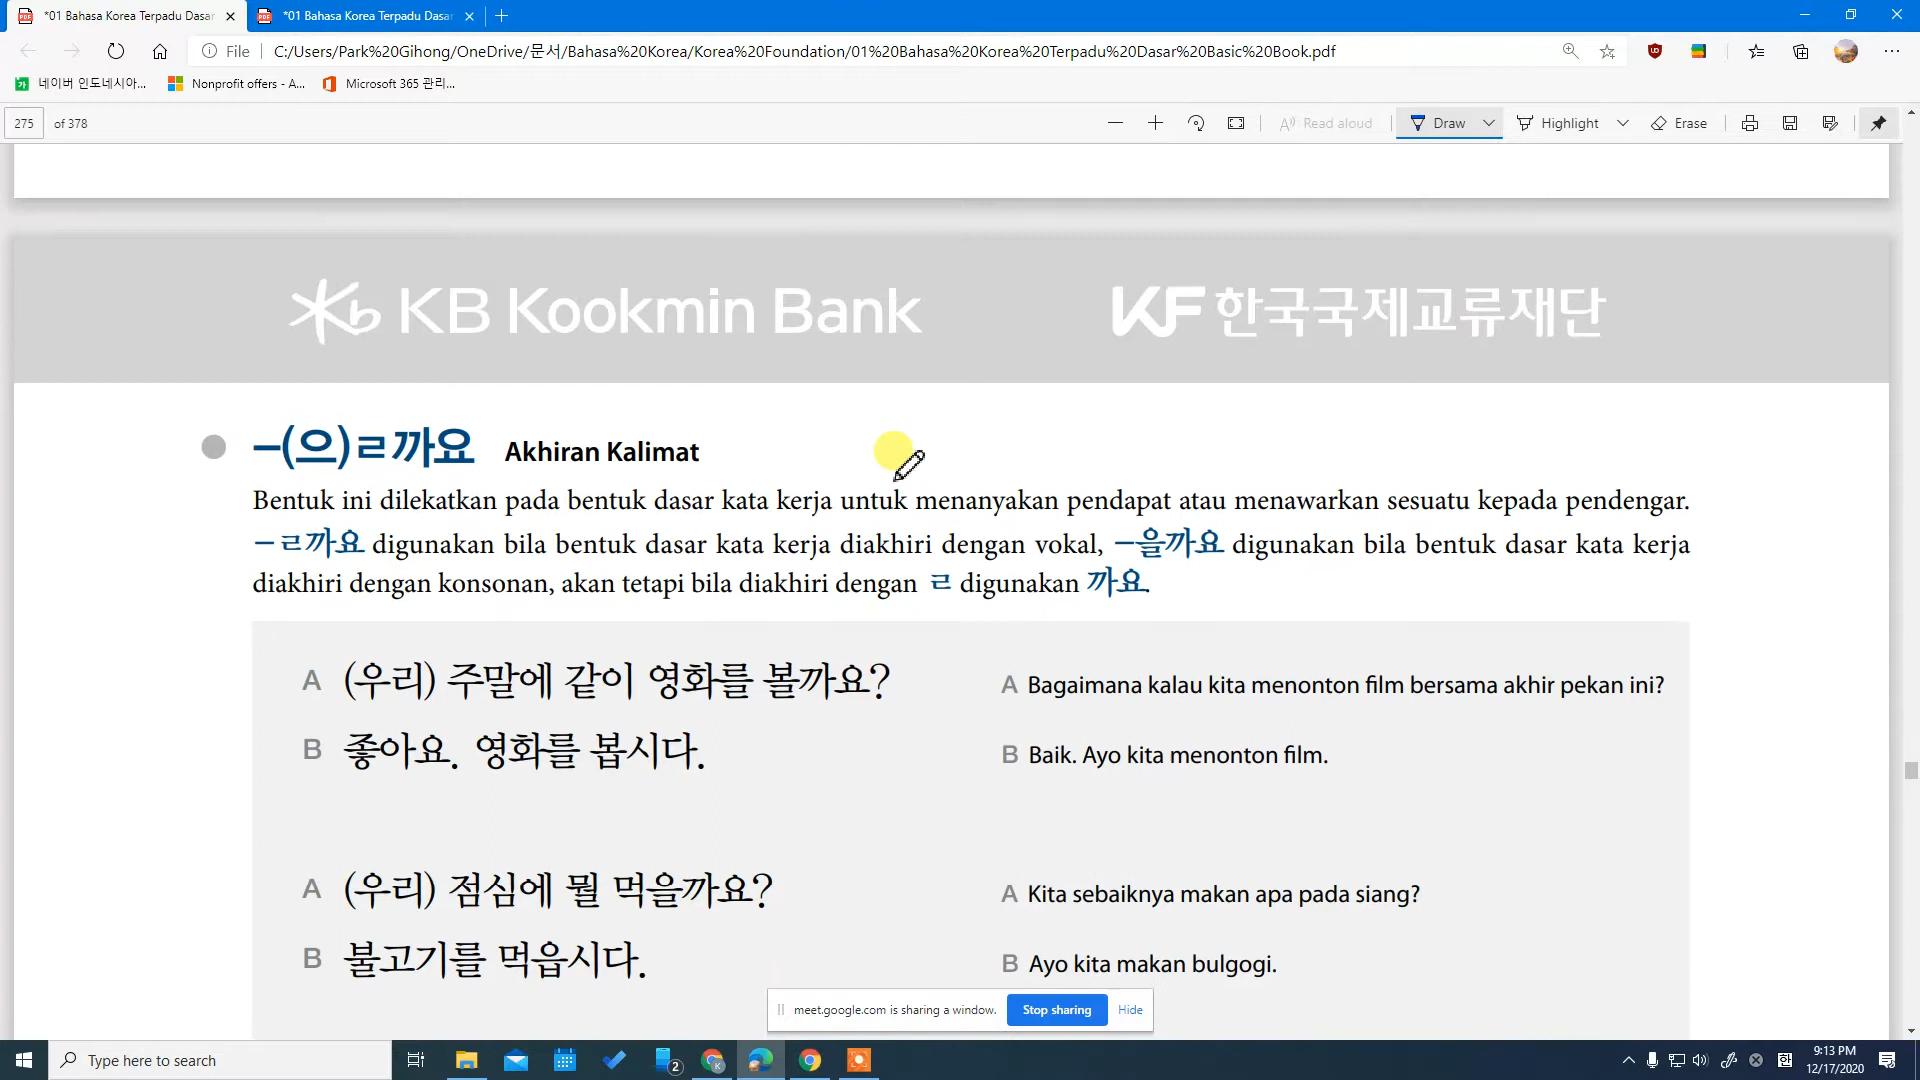 *01 Bahasa Korea Terpadu Dasar
*01 Bahasa Korea Terpadu Dasar
File C:/Users/Park%20Gihong/OneDrive/문서/Bahasa%20Korea/Korea%20Foundation/01%20Bahasa%20Korea%20Terpadu%20Dasar%20Basic%20Book.pdf
네이버 인도네시아... Nonprofit offers - A... Microsoft 365 관리...
275 of 378 Read aloud Draw Highlight Erase
KB Kookmin Bank KF 한국국제교류재단
–(으)ㄹ까요 Akhiran Kalimat
Bentuk ini dilekatkan pada bentuk dasar kata kerja untuk menanyakan pendapat atau menawarkan sesuatu kepada pendengar.
–ㄹ까요 digunakan bila bentuk dasar kata kerja diakhiri dengan vokal, –을까요 digunakan bila bentuk dasar kata kerja
diakhiri dengan konsonan, akan tetapi bila diakhiri dengan ㄹ digunakan 까요.
A (우리) 주말에 같이 영화를 볼까요? A Bagaimana kalau kita menonton film bersama akhir pekan ini?
B 좋아요. 영화를 봅시다. B Baik. Ayo kita menonton film.
A (우리) 점심에 뭘 먹을까요? A Kita sebaiknya makan apa pada siang?
B 불고기를 먹읍시다. B Ayo kita makan bulgogi.
meet.google.com is sharing a window. Stop sharing Hide
Type here to search
2
한
9:13 PM
12/17/2020